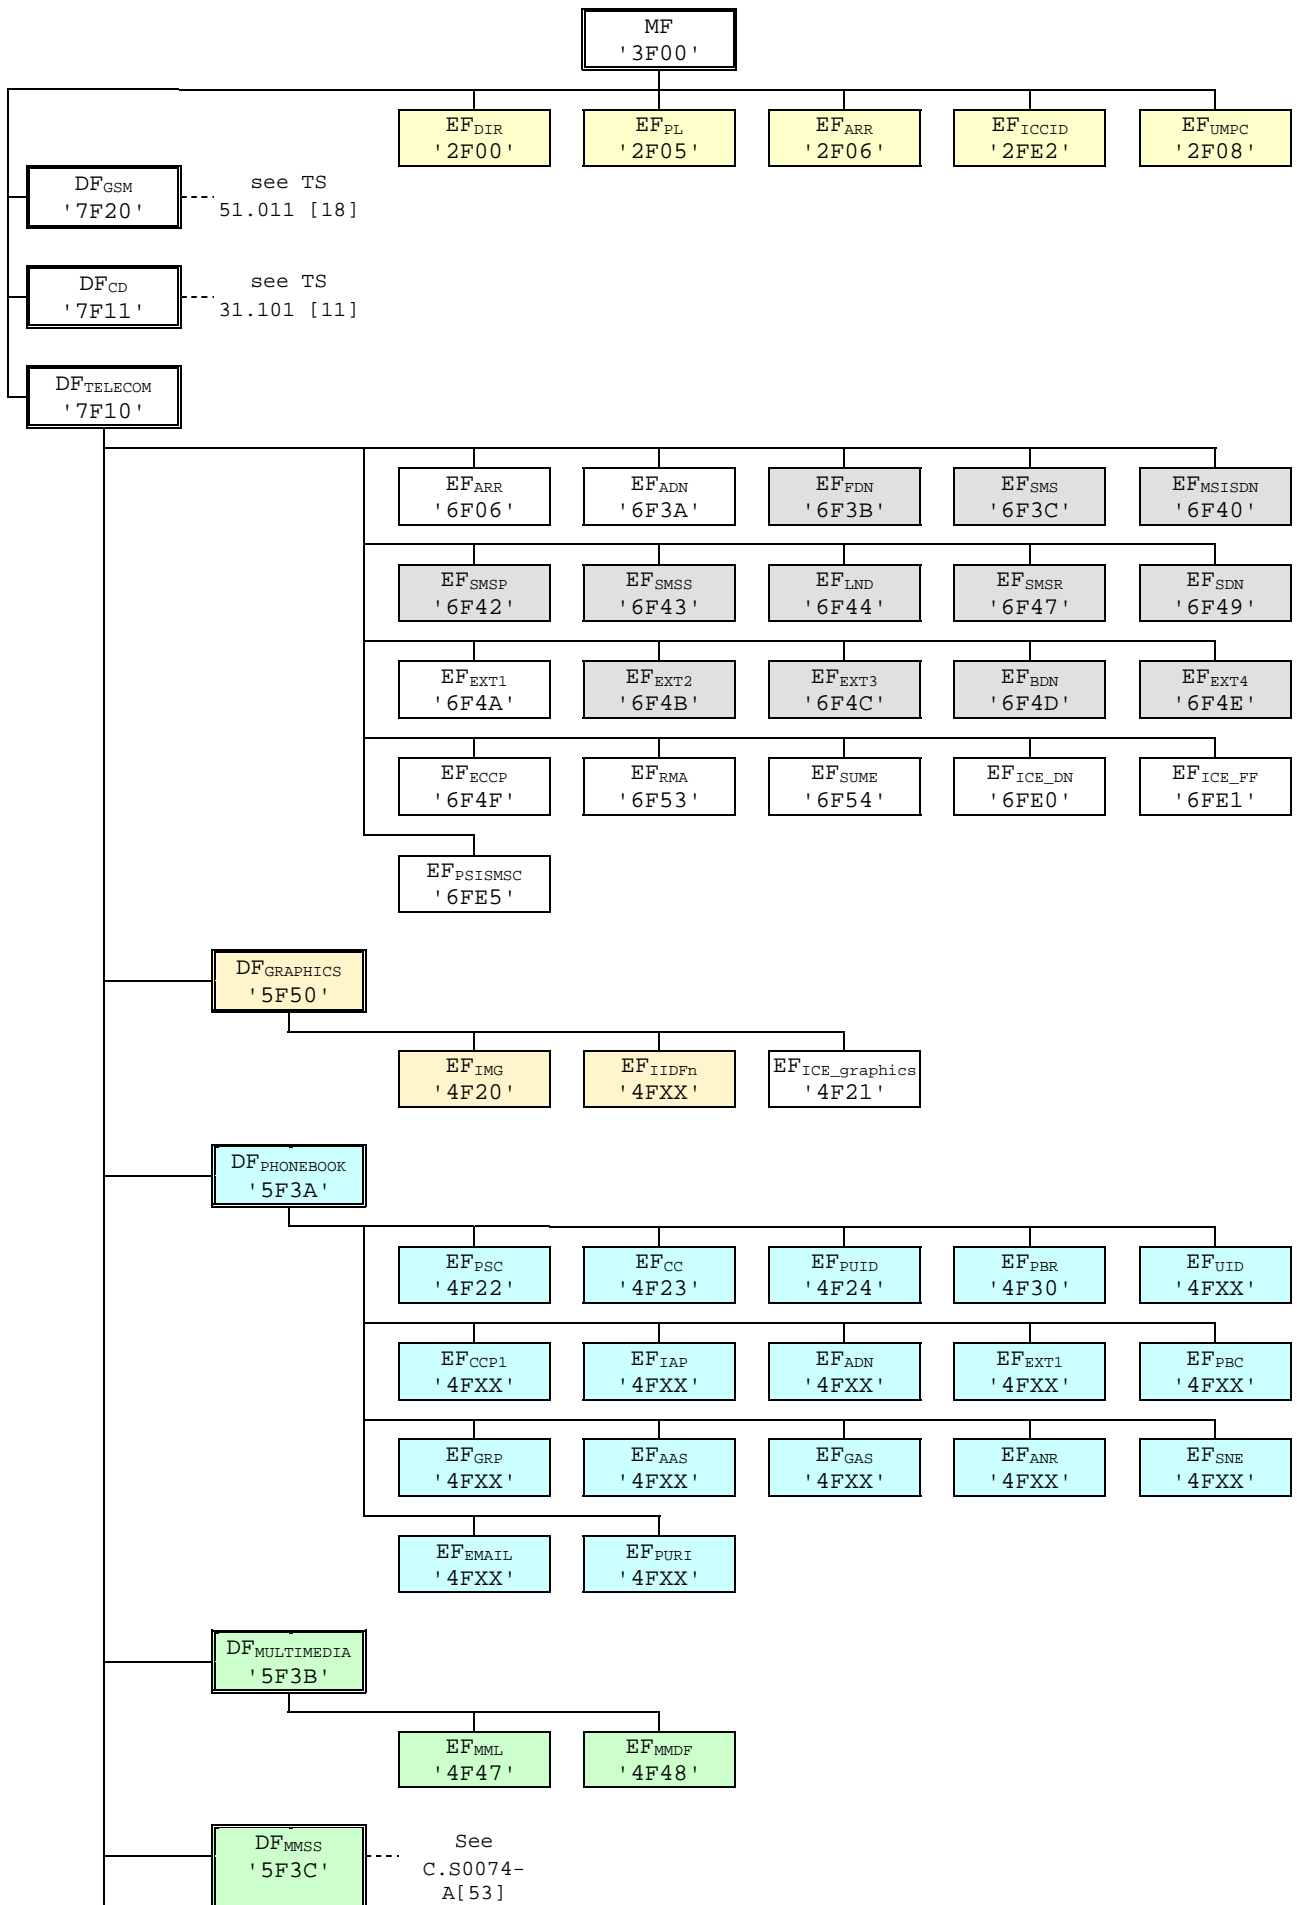 MF
'3F00'
EFDIR
'2F00'
EFPL
'2F05'
EFARR
'2F06'
EFICCID
'2FE2'
EFUMPC
'2F08'
DFGSM
'7F20'
see TS
51.011 [18]
DFCD
'7F11'
see TS
31.101 [11]
DFTELECOM
'7F10'
EFARR
'6F06'
EFADN
'6F3A'
EFFDN
'6F3B'
EFSMS
'6F3C'
EFMSISDN
'6F40'
EFSMSP
'6F42'
EFSMSS
'6F43'
EFLND
'6F44'
EFSMSR
'6F47'
EFSDN
'6F49'
EFEXT1
'6F4A'
EFEXT2
'6F4B'
EFEXT3
'6F4C'
EFBDN
'6F4D'
EFEXT4
'6F4E'
EFECCP
'6F4F'
EFRMA
'6F53'
EFSUME
'6F54'
EFICE_DN
'6FE0'
EFICE_FF
'6FE1'
EFPSISMSC
'6FE5'
DFGRAPHICS
'5F50'
EFIMG
'4F20'
EFIIDFn
'4FXX'
EFICE_graphics
'4F21'
DFPHONEBOOK
'5F3A'
EFPSC
'4F22'
EFCC
'4F23'
EFPUID
'4F24'
EFPBR
'4F30'
EFUID
'4FXX'
EFCCP1
'4FXX'
EFIAP
'4FXX'
EFADN
'4FXX'
EFEXT1
'4FXX'
EFPBC
'4FXX'
EFGRP
'4FXX'
EFAAS
'4FXX'
EFGAS
'4FXX'
EFANR
'4FXX'
EFSNE
'4FXX'
EFEMAIL
'4FXX'
EFPURI
'4FXX'
DFMULTIMEDIA
'5F3B'
EFMML
'4F47'
EFMMDF
'4F48'
DFMMSS
'5F3C'
See
C.S0074-
A[53]